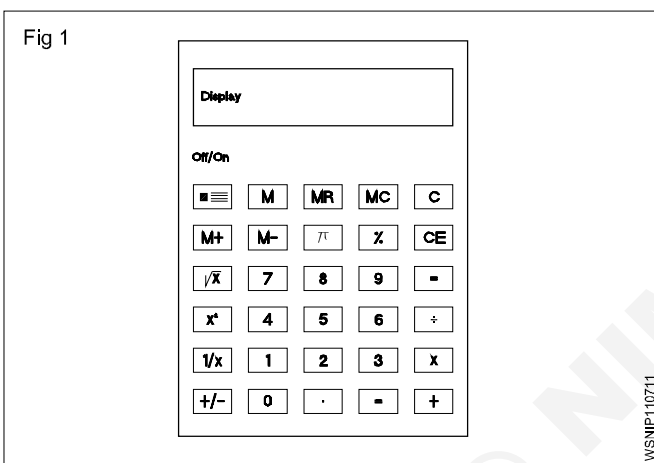 Fig 1
Display
Off/On
M MR MC C
M+ M- π % CE
√x 7 8 9 -
4 5 6 ÷
1/x 1 2 3 x
+/- 0 . = +
WSNIP110711
© NI